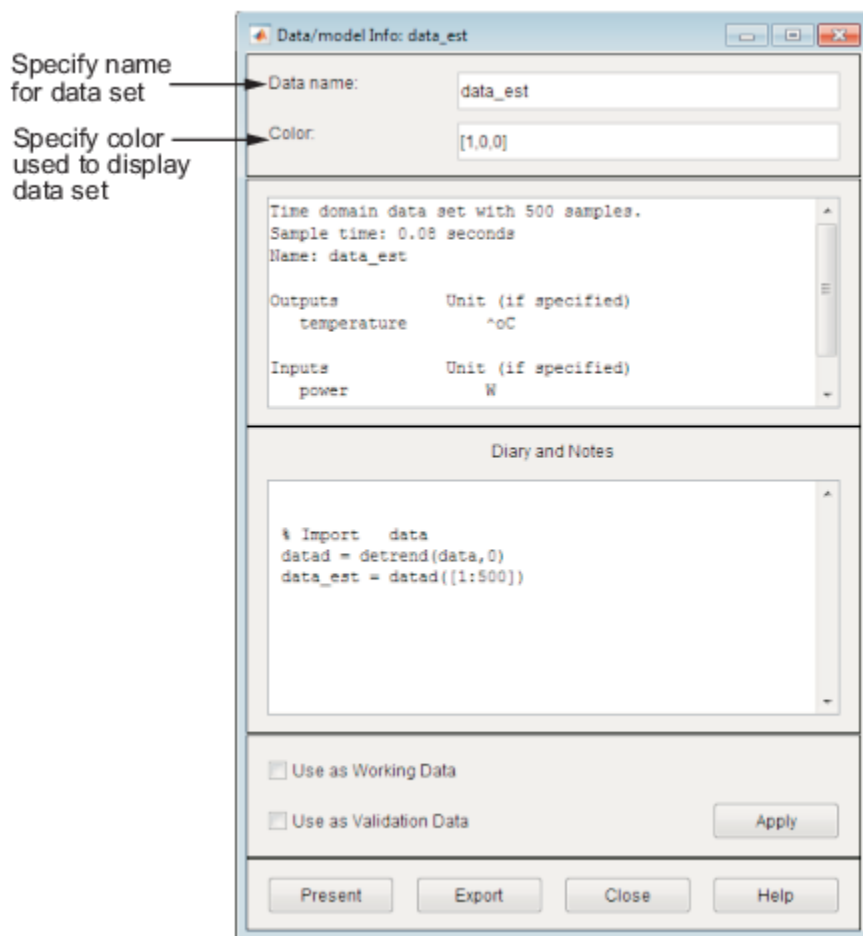 Data/model Info: data_est
Specify name
for data set
Data name:
data_est
Specify color
used to display
data set
Color:
[1,0,0]
Time domain data set with 500 samples.
Sample time: 0.08 seconds
Name: data_est
Outputs Unit (if specified)
temperature ^oC
Inputs Unit (if specified)
power W
Diary and Notes
% Import data
datad = detrend(data,0)
data_est = datad([1:500])
Use as Working Data
Use as Validation Data
Apply
Present Export Close Help